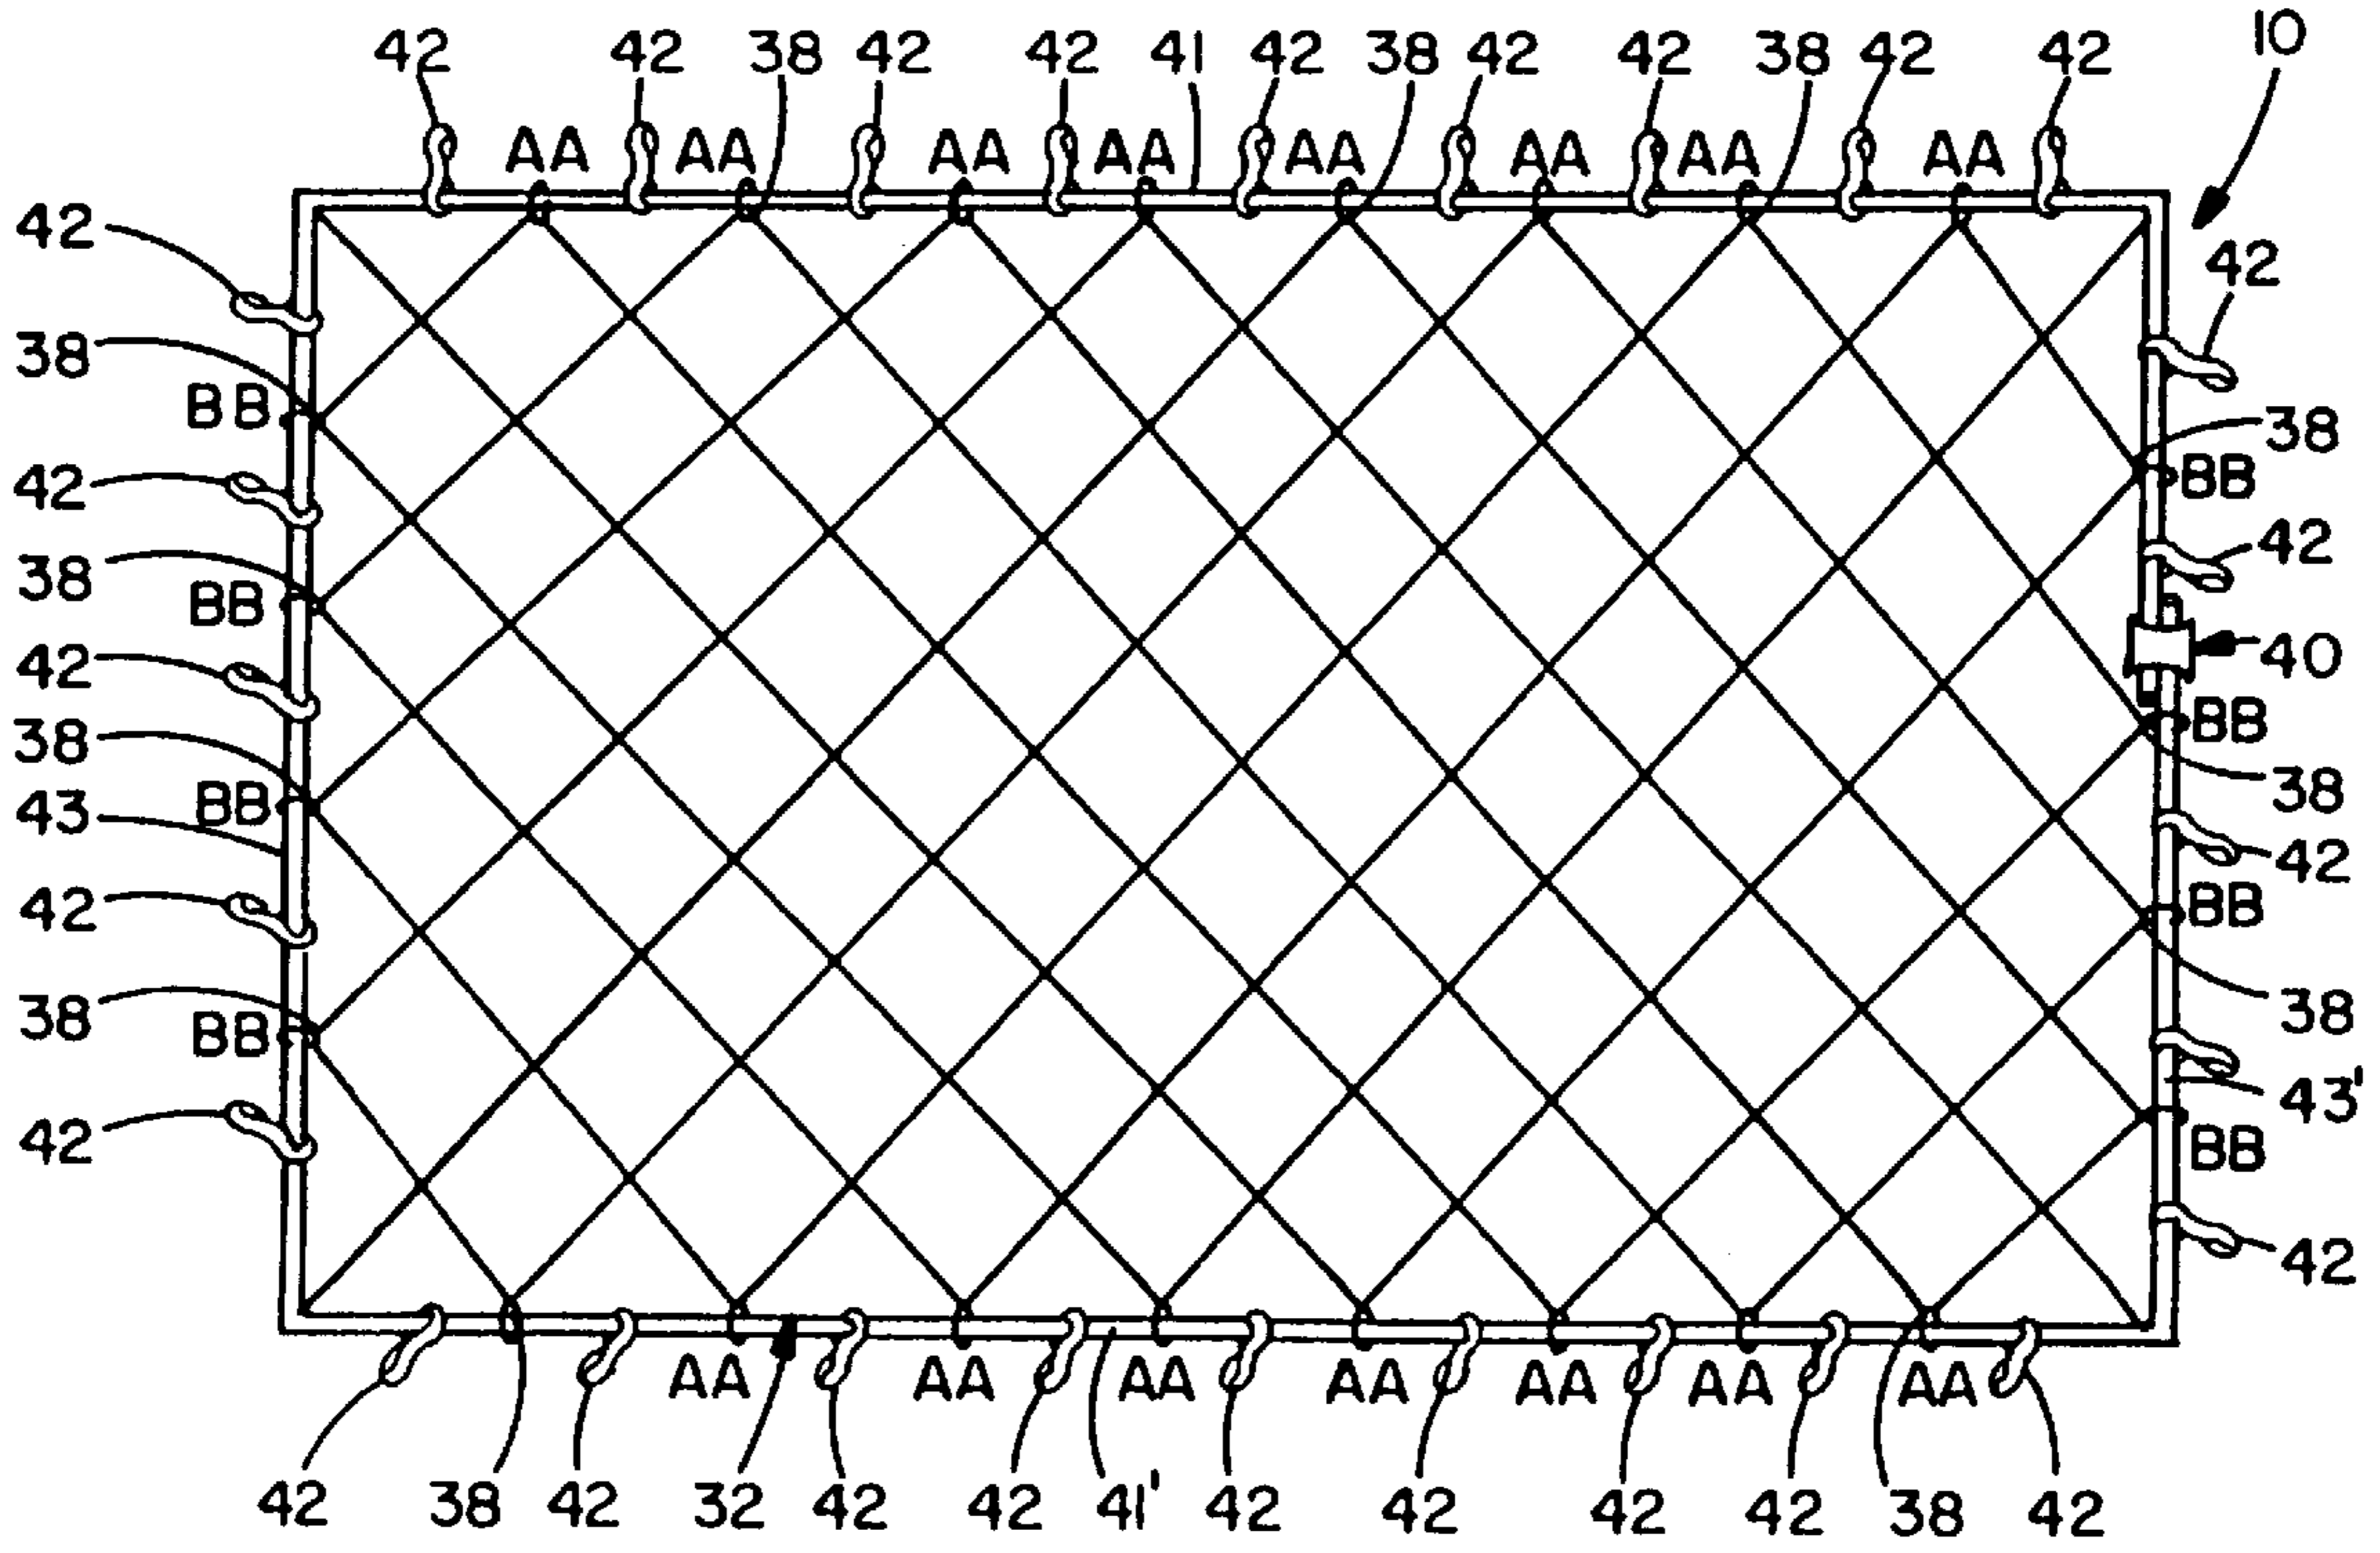 42 42 38 42 42 41 42 38 42 42 38 42 42 10
AA AA AA AA AA AA AA AA
42 42
38 38
BB BB
42 42
38
BB 40
42 BB
38 38
43 BB 42
42 BB
38 38
BB 43'
42 BB
42
AA AA AA AA AA AA AA
42 38 42 32 42 42 41' 42 42 42 42 38 42